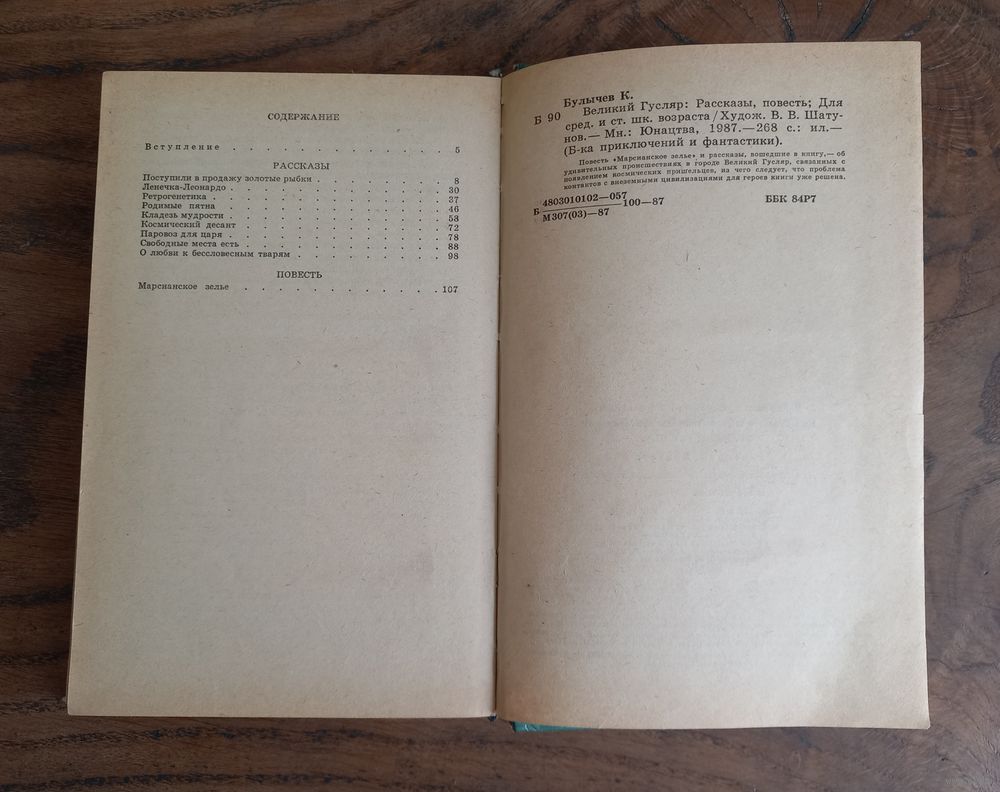 СОДЕРЖАНИЕ
Вступление . . . . . . . . . . . . 5
РАССКАЗЫ
Поступили в продажу золотые рыбки . . . . . . . . 8
Ленечка-Леонардо . . . . . . . . . . . . 30
Ретрогенетика . . . . . . . . . . . . . 37
Родимые пятна . . . . . . . . . . . . 46
Кладезь мудрости . . . . . . . . . . . . 58
Космический десант . . . . . . . . . . . 72
Паровоз для царя . . . . . . . . . . . . 78
Свободные места есть . . . . . . . . . . . 88
О любви к бессловесным тварям . . . . . . . . . 98
ПОВЕСТЬ
Марсианское зелье . . . . . . . . . . . . 107
Булычев К.
Б 90 Великий Гусляр: Рассказы, повесть; Для
сред. и ст. шк. возраста/Худож. В. В. Шату-
нов.— Мн.: Юнацтва, 1987.—268 с.: ил.—
(Б-ка приключений и фантастики).
Повесть «Марсианское зелье» и рассказы, вошедшие в книгу,— об
удивительных происшествиях в городе Великий Гусляр, связанных с
появлением космических пришельцев, из чего следует, что проблема
контактов с внеземными цивилизациями для героев книги уже решена.
Б 4803010102—057
М307(03)—87 100—87 ББК 84Р7